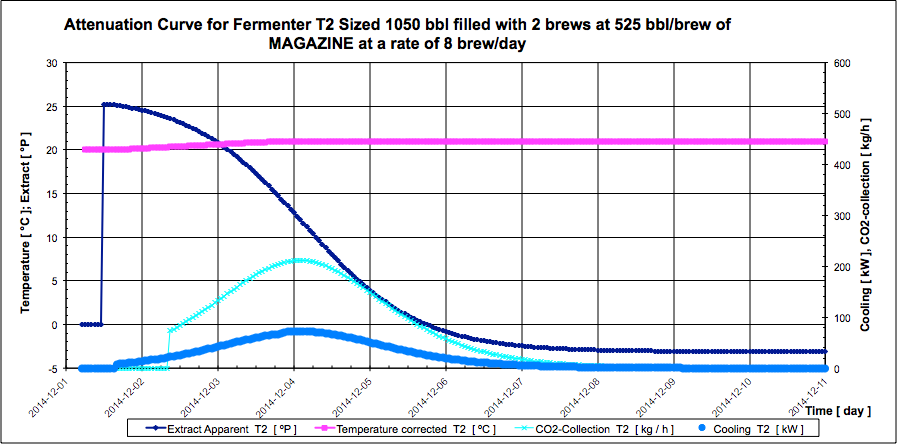 Attenuation Curve for Fermenter T2 Sized 1050 bbl filled with 2 brews at 525 bbl/brew of
MAGAZINE at a rate of 8 brew/day
Temperature [ °C ]; Extract [ °P ]
30
25
20
15
10
5
0
-5
600
500
400
300
200
100
0
Cooling [ kW ], CO2-collection [ kg/h ]
2014-12-01
2014-12-02
2014-12-03
2014-12-04
2014-12-05
2014-12-06
2014-12-07
2014-12-08
2014-12-09
2014-12-10
2014-12-11
Time [ day ]
Extract Apparent T2 [ °P]
Temperature corrected T2 [ °C]
CO2-Collection T2 [ kg / h ]
Cooling T2 [ kW ]